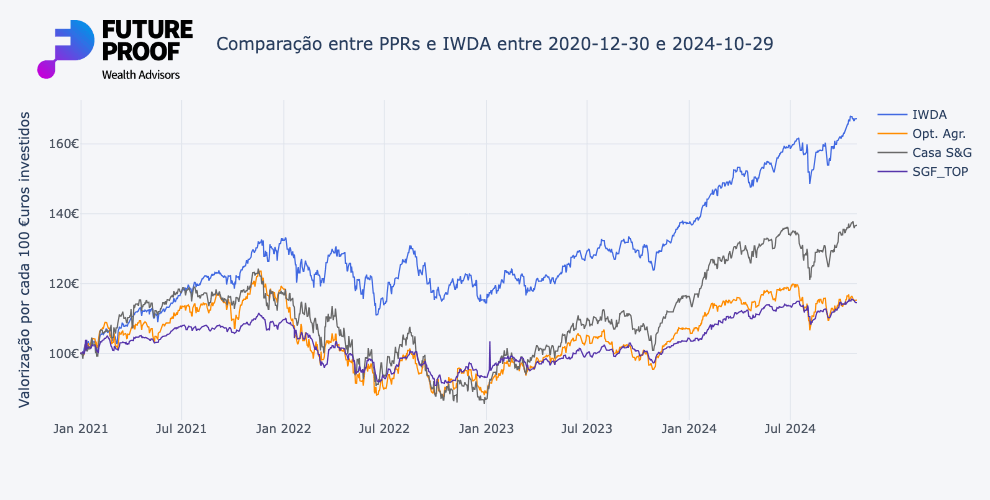 FUTURE
PROOF
Wealth Advisors
Comparação entre PPRs e IWDA entre 2020-12-30 e 2024-10-29
Valorização por cada 100 €uros investidos
160€
140€
120€
100€
Jan 2021
Jul 2021
Jan 2022
Jul 2022
Jan 2023
Jul 2023
Jan 2024
Jul 2024
IWDA
Opt. Agr.
Casa S&G
SGF_TOP